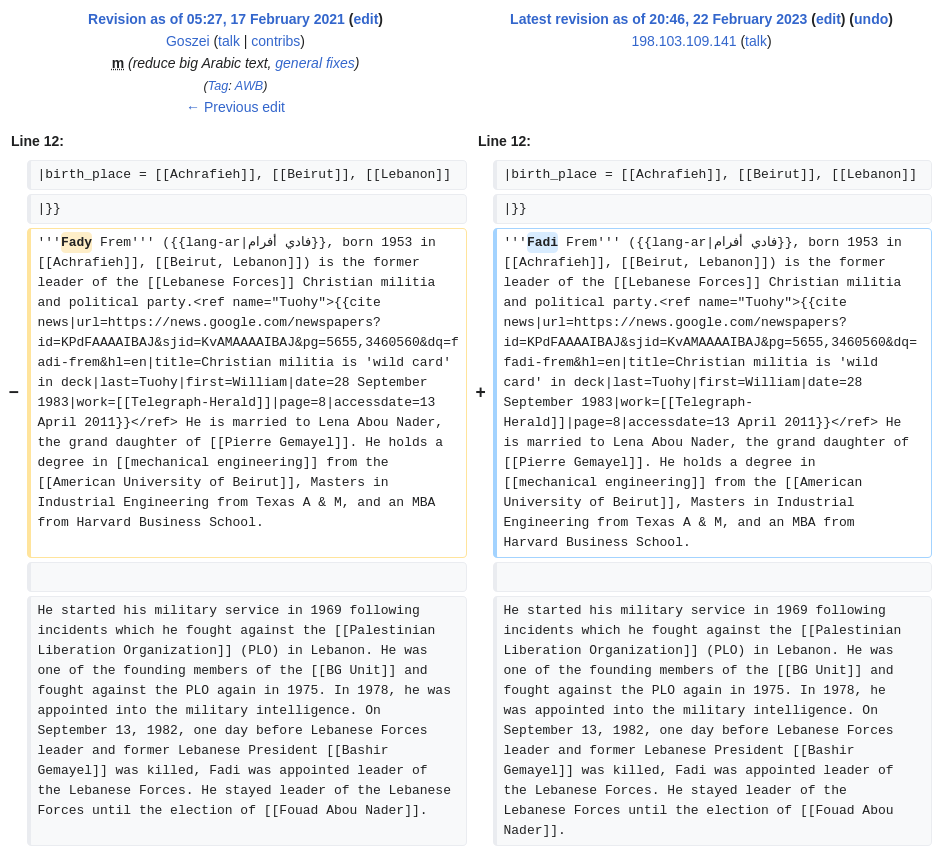 Revision as of 05:27, 17 February 2021 (edit)
Goszei (talk | contribs)
m (reduce big Arabic text, general fixes)
(Tag: AWB)
← Previous edit
Latest revision as of 20:46, 22 February 2023 (edit) (undo)
198.103.109.141 (talk)
Line 12:
Line 12:
|birth_place = [[Achrafieh]], [[Beirut]], [[Lebanon]]
|birth_place = [[Achrafieh]], [[Beirut]], [[Lebanon]]
|}}
|}}
−
'''Fady Frem''' ({{lang-ar|فادي أفرام}}, born 1953 in
[[Achrafieh]], [[Beirut, Lebanon]]) is the former
leader of the [[Lebanese Forces]] Christian militia
and political party.<ref name="Tuohy">{{cite
news|url=https://news.google.com/newspapers?
id=KPdFAAAAIBAJ&sjid=KvAMAAAAIBAJ&pg=5655,3460560&dq=f
adi-frem&hl=en|title=Christian militia is 'wild card'
in deck|last=Tuohy|first=William|date=28 September
1983|work=[[Telegraph-Herald]]|page=8|accessdate=13
April 2011}}</ref> He is married to Lena Abou Nader,
the grand daughter of [[Pierre Gemayel]]. He holds a
degree in [[mechanical engineering]] from the
[[American University of Beirut]], Masters in
Industrial Engineering from Texas A & M, and an MBA
from Harvard Business School.
+
'''Fadi Frem''' ({{lang-ar|فادي أفرام}}, born 1953 in
[[Achrafieh]], [[Beirut, Lebanon]]) is the former
leader of the [[Lebanese Forces]] Christian militia
and political party.<ref name="Tuohy">{{cite
news|url=https://news.google.com/newspapers?
id=KPdFAAAAIBAJ&sjid=KvAMAAAAIBAJ&pg=5655,3460560&dq=
fadi-frem&hl=en|title=Christian militia is 'wild
card' in deck|last=Tuohy|first=William|date=28
September 1983|work=[[Telegraph-
Herald]]|page=8|accessdate=13 April 2011}}</ref> He
is married to Lena Abou Nader, the grand daughter of
[[Pierre Gemayel]]. He holds a degree in
[[mechanical engineering]] from the [[American
University of Beirut]], Masters in Industrial
Engineering from Texas A & M, and an MBA from
Harvard Business School.
He started his military service in 1969 following
incidents which he fought against the [[Palestinian
Liberation Organization]] (PLO) in Lebanon. He was
one of the founding members of the [[BG Unit]] and
fought against the PLO again in 1975. In 1978, he was
appointed into the military intelligence. On
September 13, 1982, one day before Lebanese Forces
leader and former Lebanese President [[Bashir
Gemayel]] was killed, Fadi was appointed leader of
the Lebanese Forces. He stayed leader of the Lebanese
Forces until the election of [[Fouad Abou Nader]].
He started his military service in 1969 following
incidents which he fought against the [[Palestinian
Liberation Organization]] (PLO) in Lebanon. He was
one of the founding members of the [[BG Unit]] and
fought against the PLO again in 1975. In 1978, he
was appointed into the military intelligence. On
September 13, 1982, one day before Lebanese Forces
leader and former Lebanese President [[Bashir
Gemayel]] was killed, Fadi was appointed leader of
the Lebanese Forces. He stayed leader of the
Lebanese Forces until the election of [[Fouad Abou
Nader]].